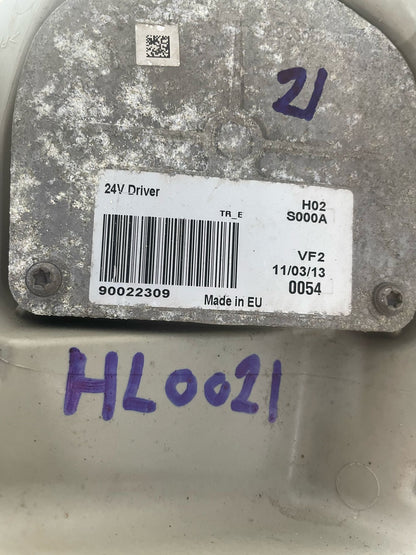 21
24V Driver
H02
TR_E
S000A
VF2
11/03/13
90022309
Made in EU
0054
HL0021